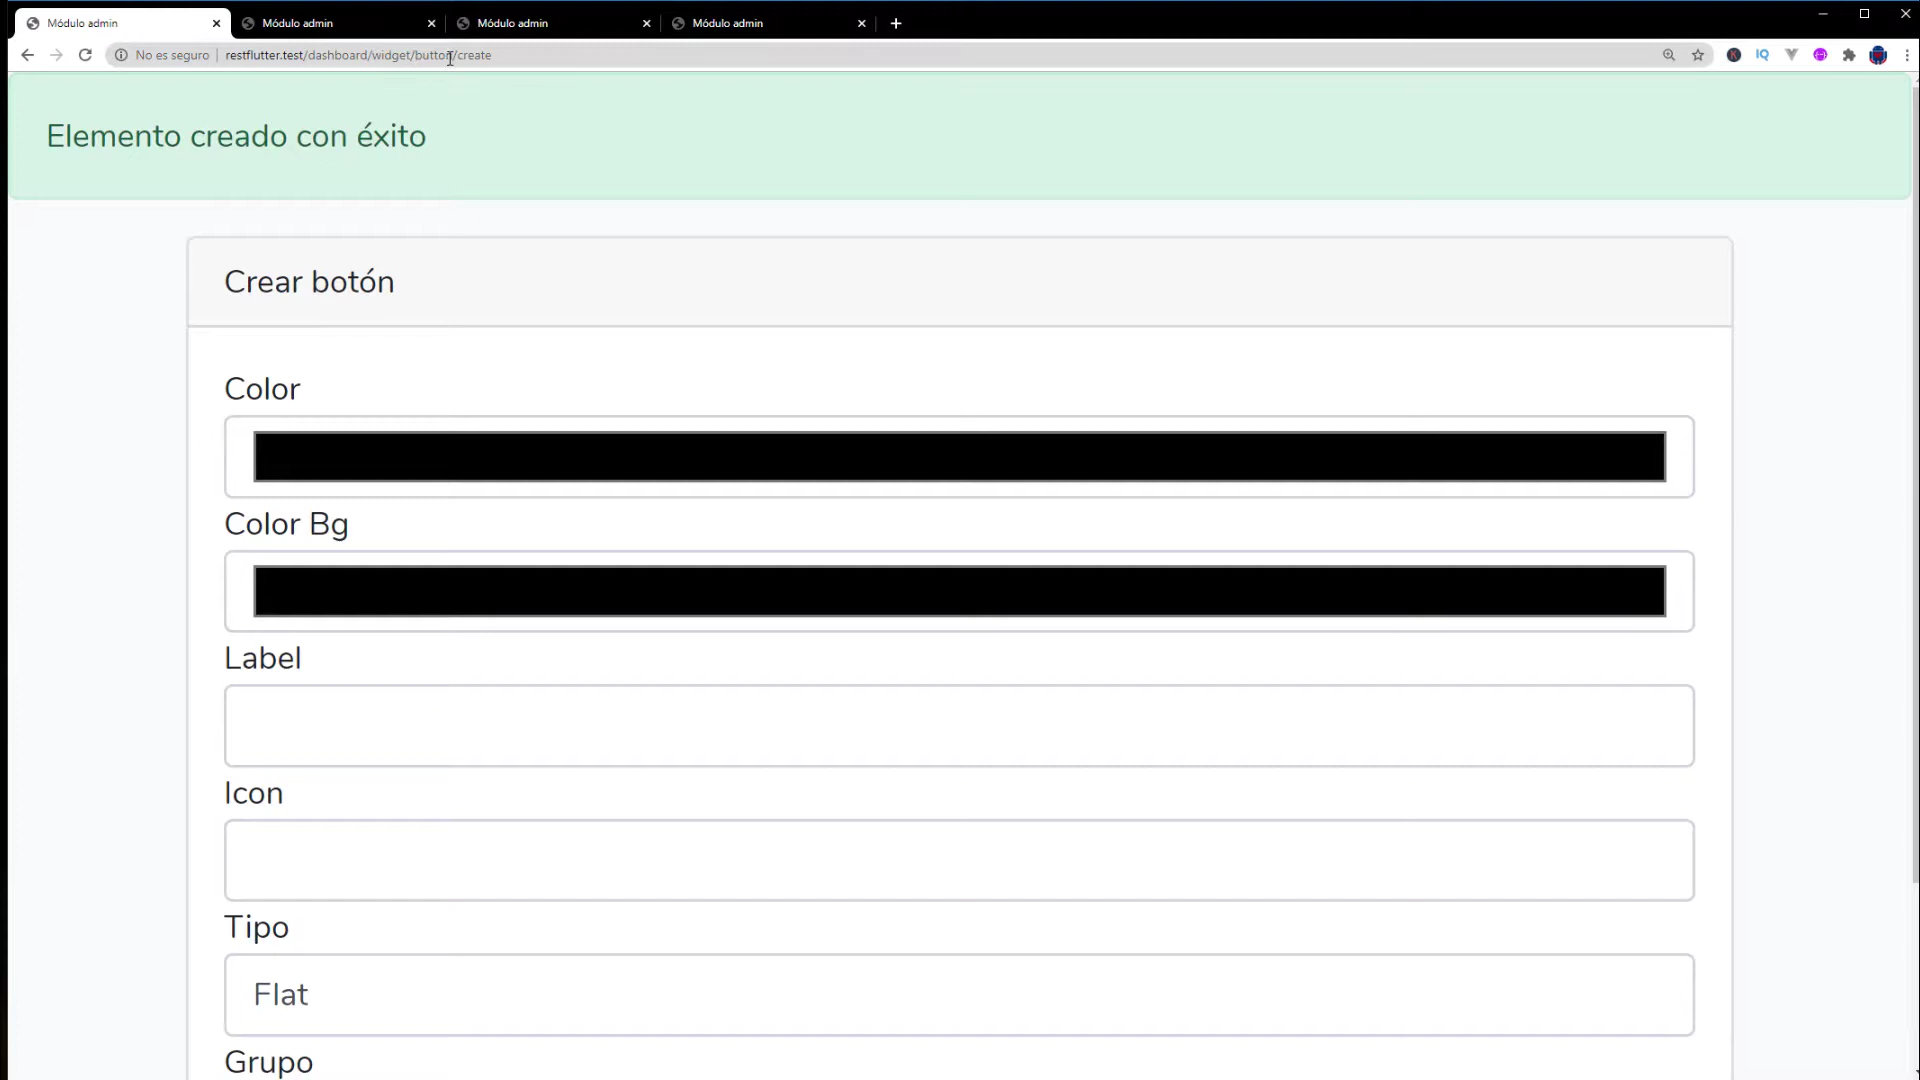 Módulo admin
Módulo admin
Módulo admin
Módulo admin
No es seguro | restflutter.test/dashboard/widget/button/create
IQ
Elemento creado con éxito
Crear botón
Color
Color Bg
Label
Icon
Tipo
Flat
Grupo